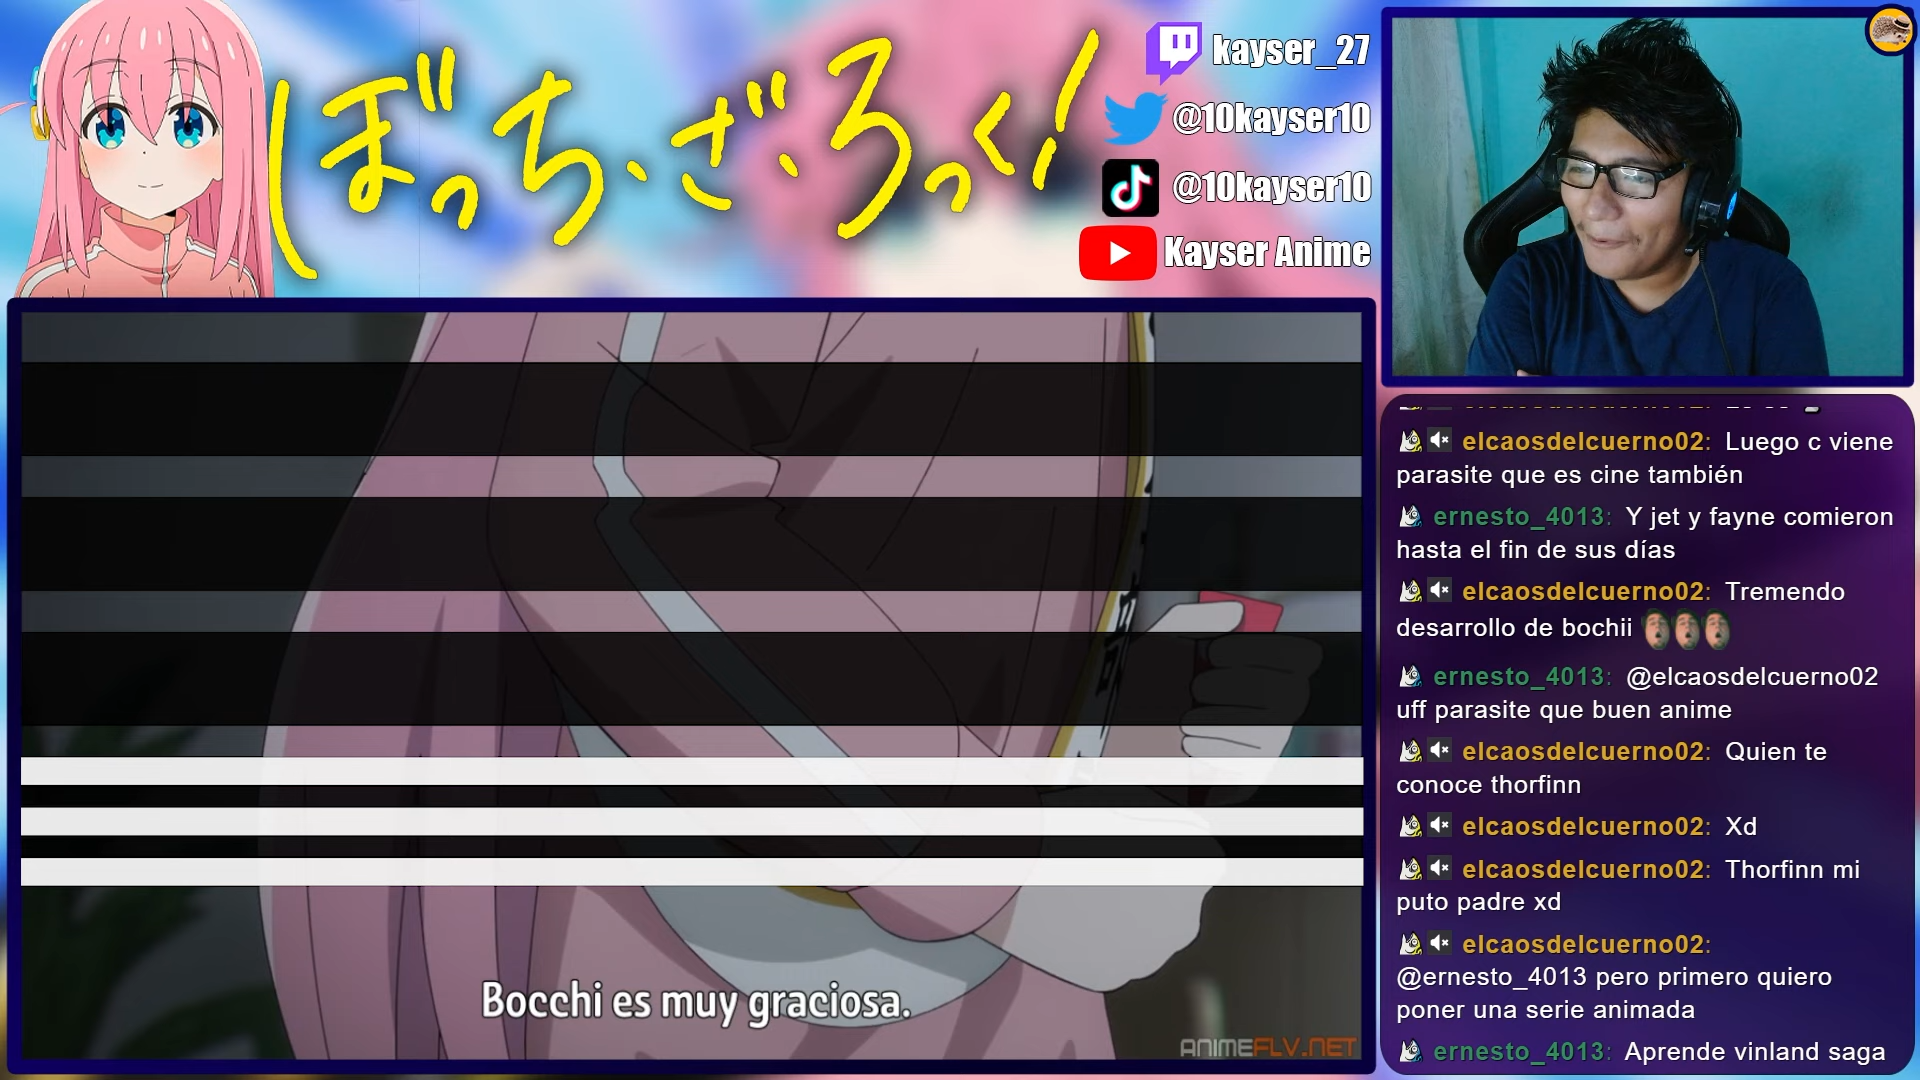 ぼっち・ざ・ろっく!
kayser_27
@10kayser10
@10kayser10
Kayser Anime
elcaosdelcuerno02: Luego c viene
parasite que es cine también
ernesto_4013: Y jet y fayne comieron
hasta el fin de sus días
elcaosdelcuerno02: Tremendo
desarrollo de bochii
ernesto_4013: @elcaosdelcuerno02
uff parasite que buen anime
elcaosdelcuerno02: Quien te
conoce thorfinn
elcaosdelcuerno02: Xd
elcaosdelcuerno02: Thorfinn mi
puto padre xd
elcaosdelcuerno02:
@ernesto_4013 pero primero quiero
poner una serie animada
ernesto_4013: Aprende vinland saga
Bocchi es muy graciosa.
ANIMEFLV.NET